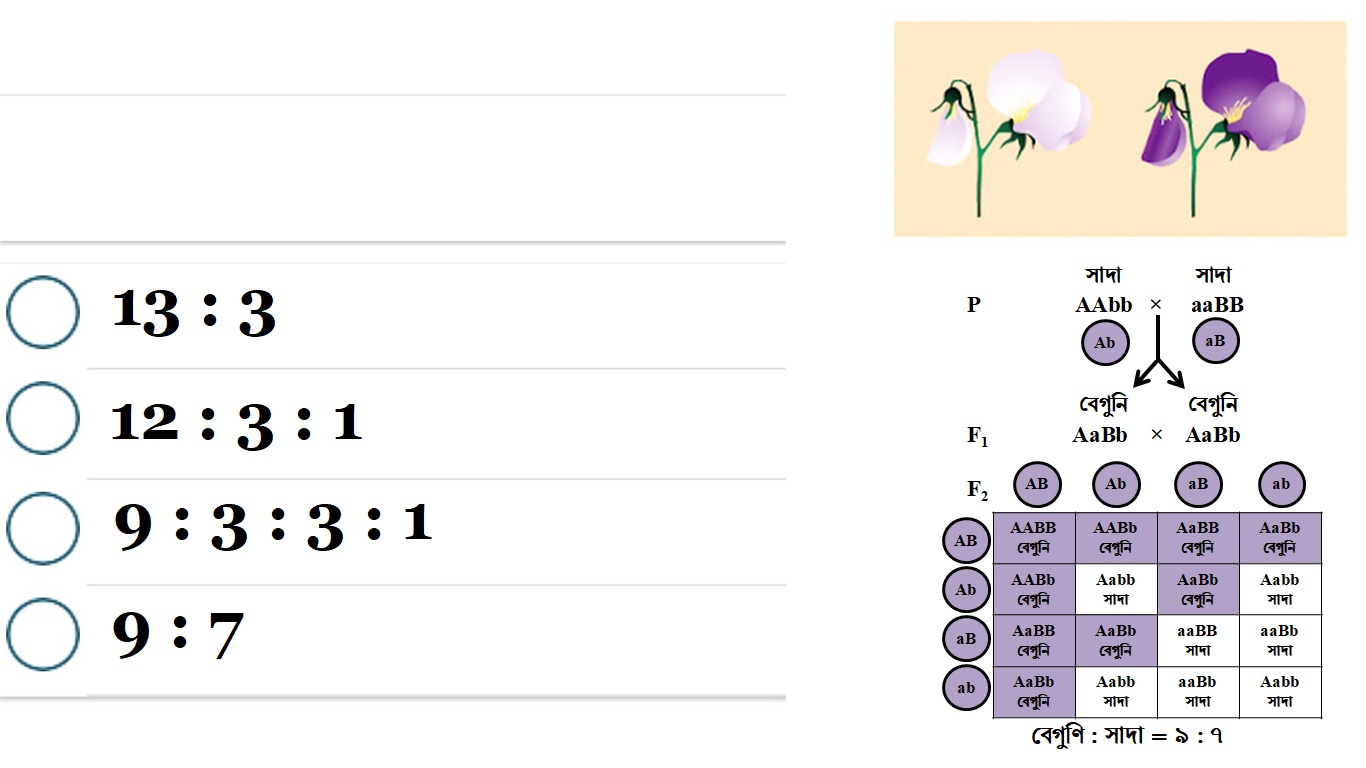 13 : 3
12 : 3 : 1
9 : 3 : 3 : 1
9 : 7
সাদা সাদা
P AAbb × aaBB
Ab aB
বেগুনি বেগুনি
F₁ AaBb × AaBb
F₂ AB Ab aB ab
AB AABB AABb AaBB AaBb
বেগুনি বেগুনি বেগুনি বেগুনি
Ab AABb Aabb AaBb Aabb
বেগুনি সাদা বেগুনি সাদা
aB AaBB AaBb aaBB aaBb
বেগুনি বেগুনি সাদা সাদা
ab AaBb Aabb aaBb Aabb
বেগুনি সাদা সাদা সাদা
বেগুণি : সাদা = ৯ : ৭